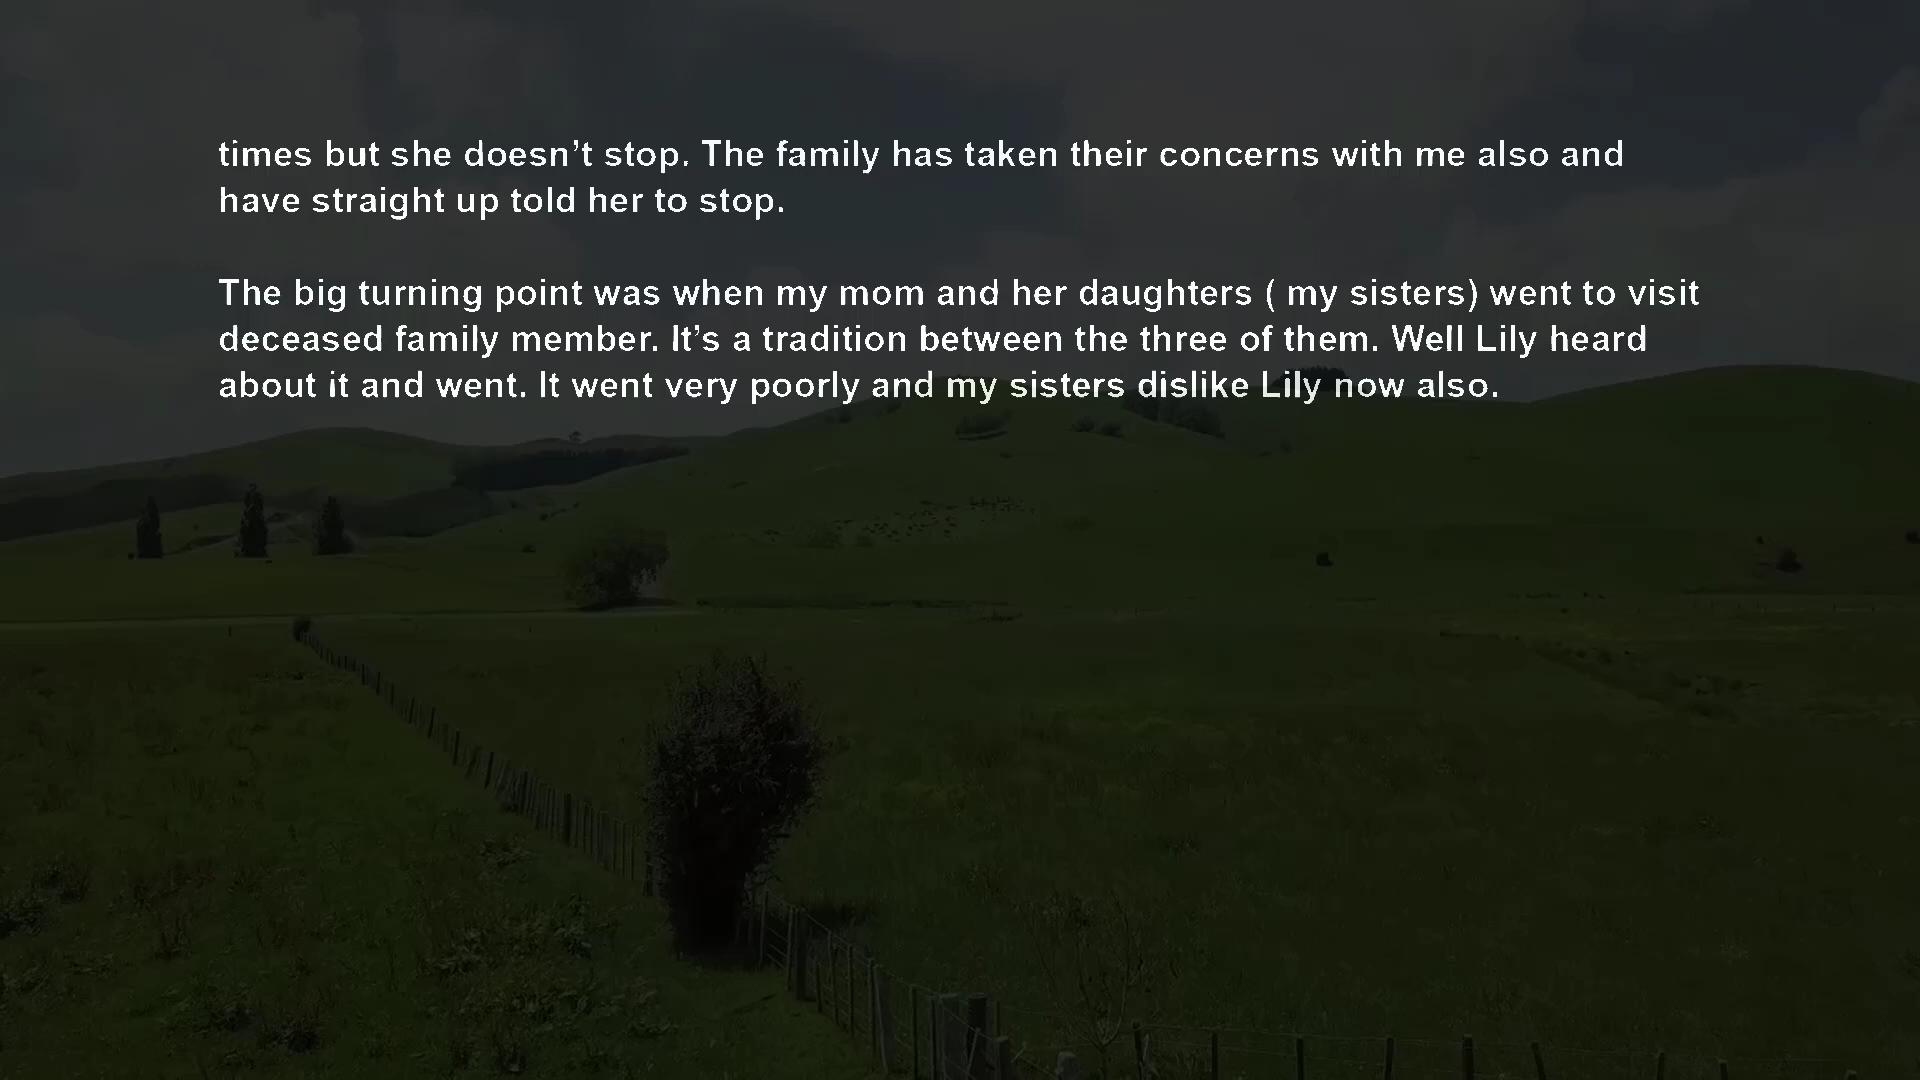 times but she doesn’t stop. The family has taken their concerns with me also and
have straight up told her to stop.
The big turning point was when my mom and her daughters ( my sisters) went to visit
deceased family member. It’s a tradition between the three of them. Well Lily heard
about it and went. It went very poorly and my sisters dislike Lily now also.